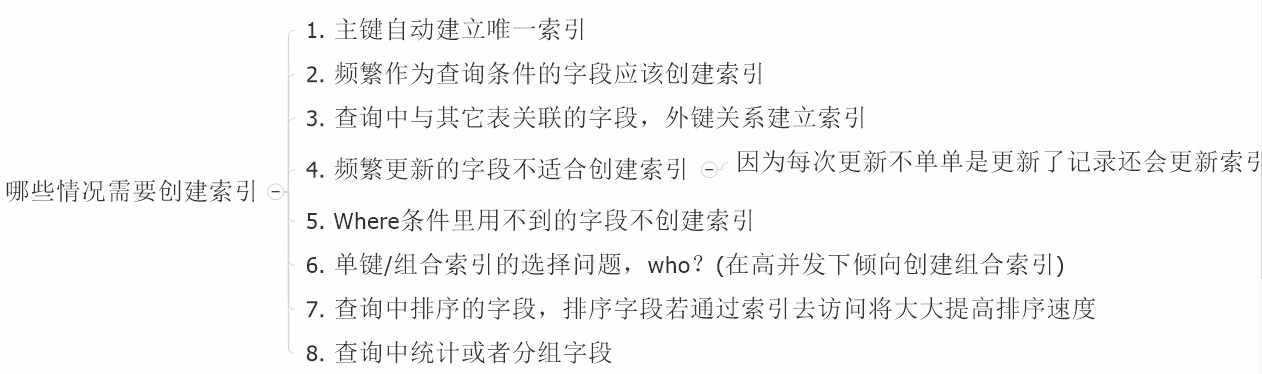 哪些情况需要创建索引
1. 主键自动建立唯一索引
2. 频繁作为查询条件的字段应该创建索引
3. 查询中与其它表关联的字段，外键关系建立索引
4. 频繁更新的字段不适合创建索引
因为每次更新不单单是更新了记录还会更新索引
5. Where条件里用不到的字段不创建索引
6. 单键/组合索引的选择问题，who？(在高并发下倾向创建组合索引)
7. 查询中排序的字段，排序字段若通过索引去访问将大大提高排序速度
8. 查询中统计或者分组字段